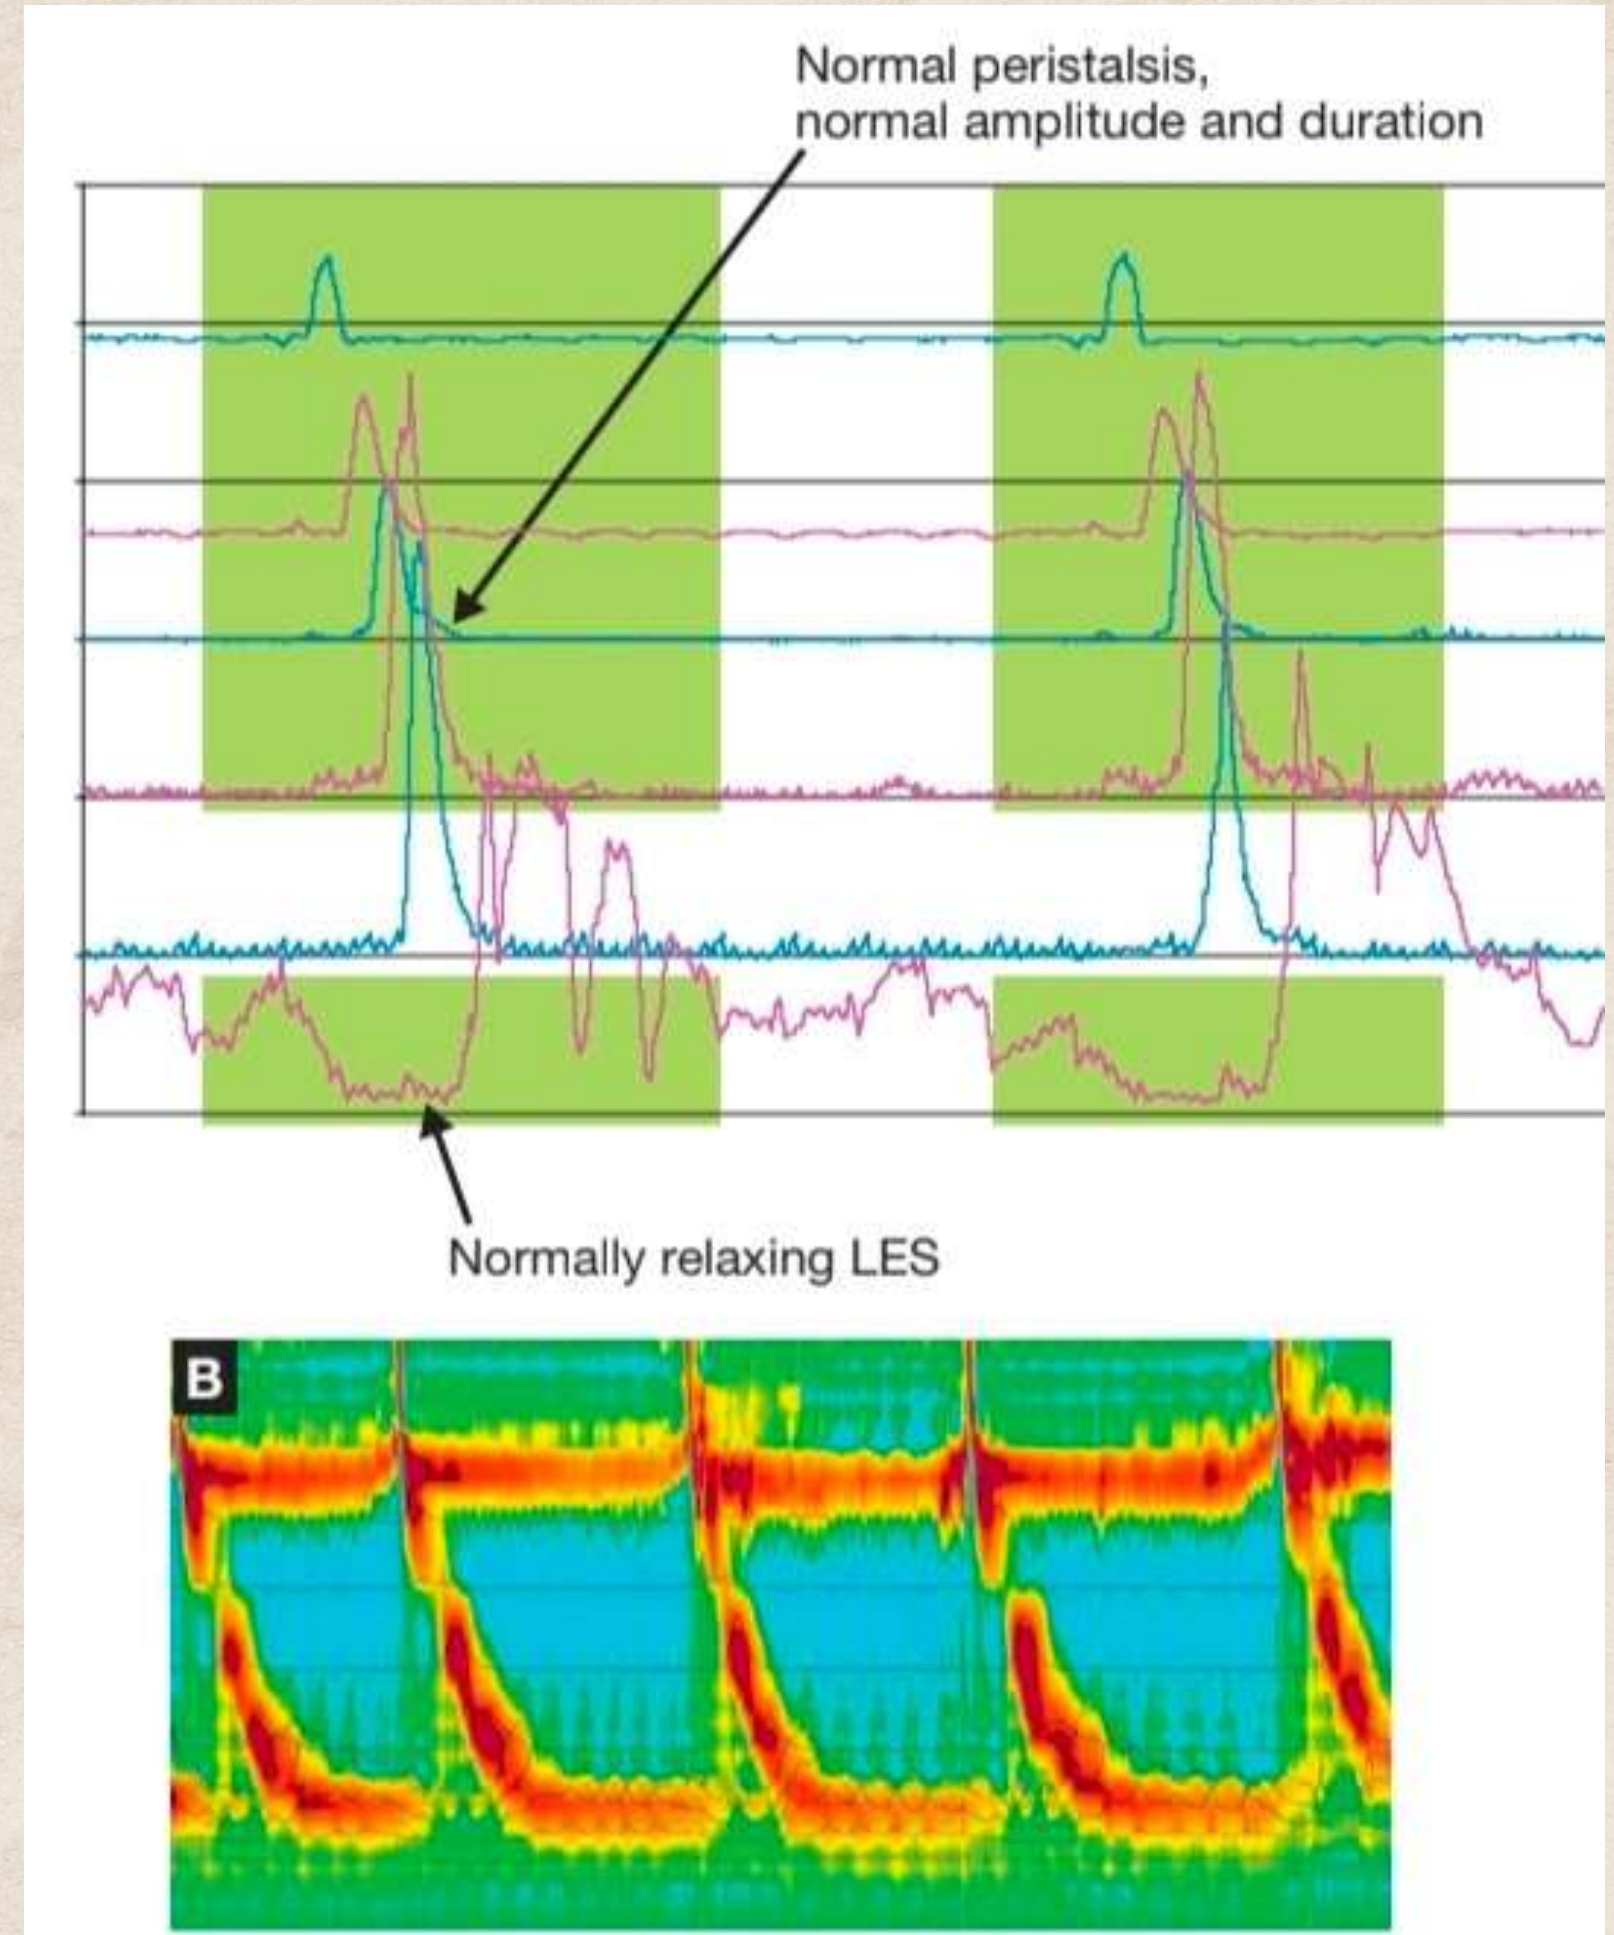 Normal peristalsis,
normal amplitude and duration
Normally relaxing LES
B